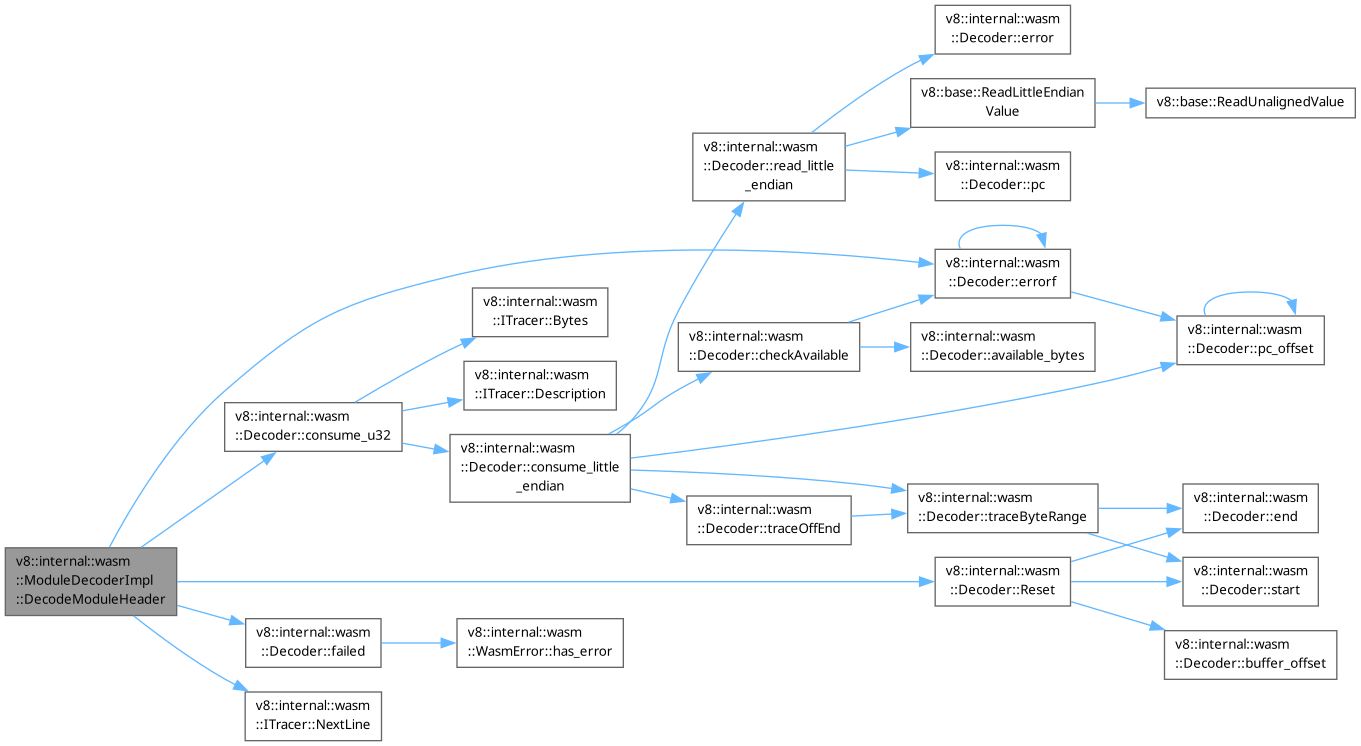 v8::internal::wasm
::Decoder::error
v8::base::ReadLittleEndian
Value
v8::base::ReadUnalignedValue
v8::internal::wasm
::Decoder::read_little
_endian
v8::internal::wasm
::Decoder::pc
v8::internal::wasm
::Decoder::errorf
v8::internal::wasm
::ITracer::Bytes
v8::internal::wasm
::Decoder::checkAvailable
v8::internal::wasm
::Decoder::available_bytes
v8::internal::wasm
::Decoder::pc_offset
v8::internal::wasm
::ITracer::Description
v8::internal::wasm
::Decoder::consume_u32
v8::internal::wasm
::Decoder::consume_little
_endian
v8::internal::wasm
::Decoder::traceOffEnd
v8::internal::wasm
::Decoder::traceByteRange
v8::internal::wasm
::Decoder::end
v8::internal::wasm
::ModuleDecoderImpl
::DecodeModuleHeader
v8::internal::wasm
::Decoder::Reset
v8::internal::wasm
::Decoder::start
v8::internal::wasm
::Decoder::failed
v8::internal::wasm
::WasmError::has_error
v8::internal::wasm
::Decoder::buffer_offset
v8::internal::wasm
::ITracer::NextLine